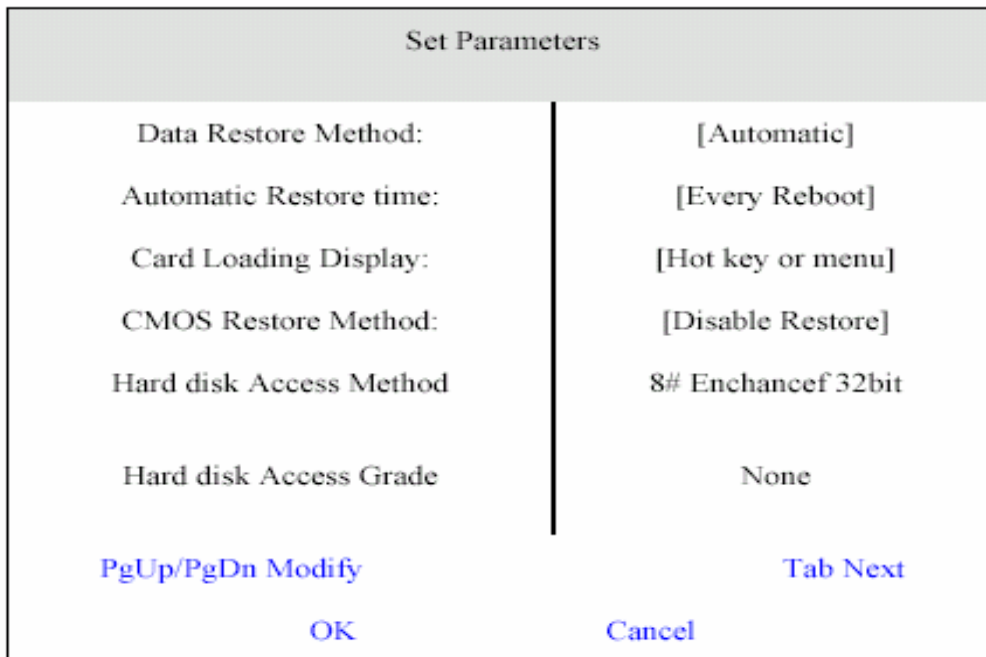 Set Parameters
Data Restore Method: [Automatic]
Automatic Restore time: [Every Reboot]
Card Loading Display: [Hot key or menu]
CMOS Restore Method: [Disable Restore]
Hard disk Access Method 8# Enchancef 32bit
Hard disk Access Grade None
PgUp/PgDn Modify Tab Next
OK Cancel